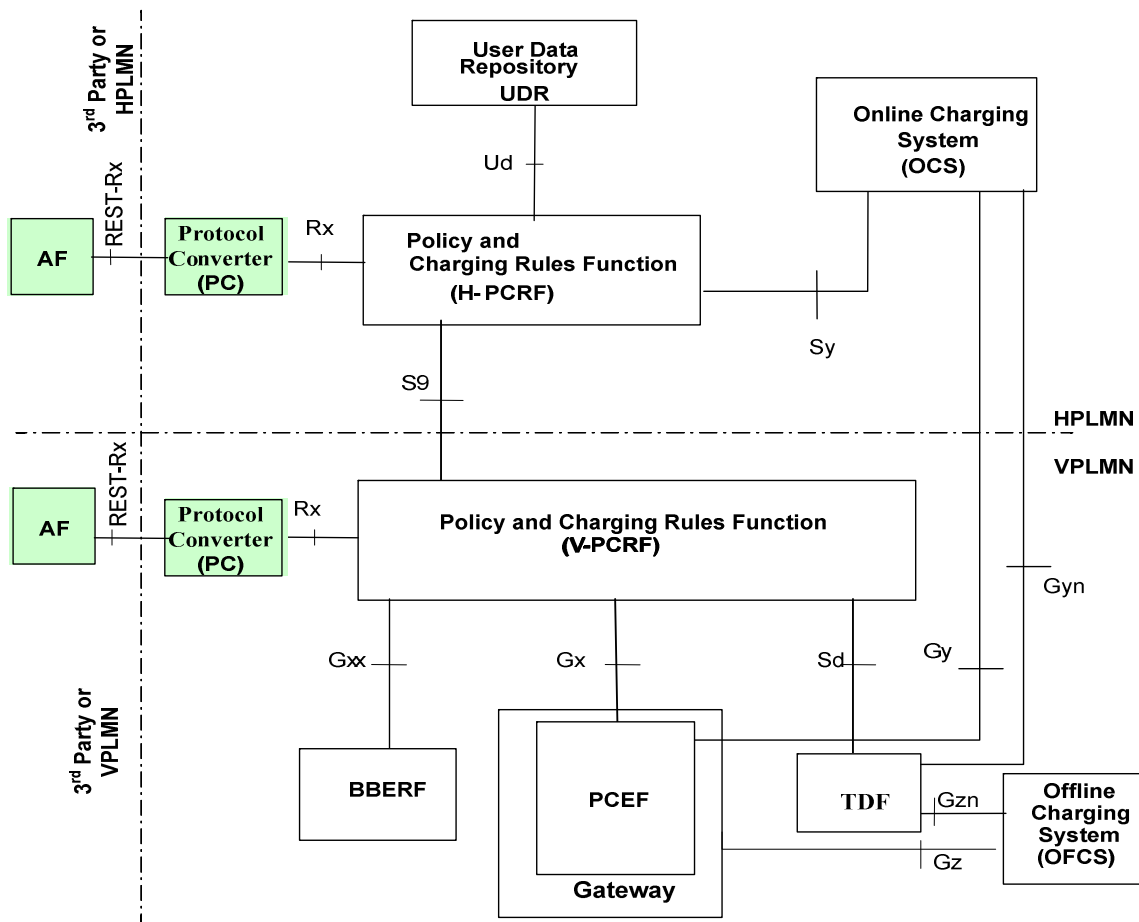 3rd Party or
HPLMN
User Data
Repository
UDR
Online Charging
System
(OCS)
Ud
REST-Rx
AF
Protocol
Converter
(PC)
Rx
Policy and
Charging Rules Function
(H-PCRF)
Sy
S9
HPLMN
VPLMN
REST-Rx
AF
Protocol
Converter
(PC)
Rx
Policy and Charging Rules Function
(V-PCRF)
Gyn
Gxx
Gx
Sd
Gy
3rd Party or
VPLMN
BBERF
PCEF
Gateway
TDF
Gzn
Gz
Offline
Charging
System
(OFCS)